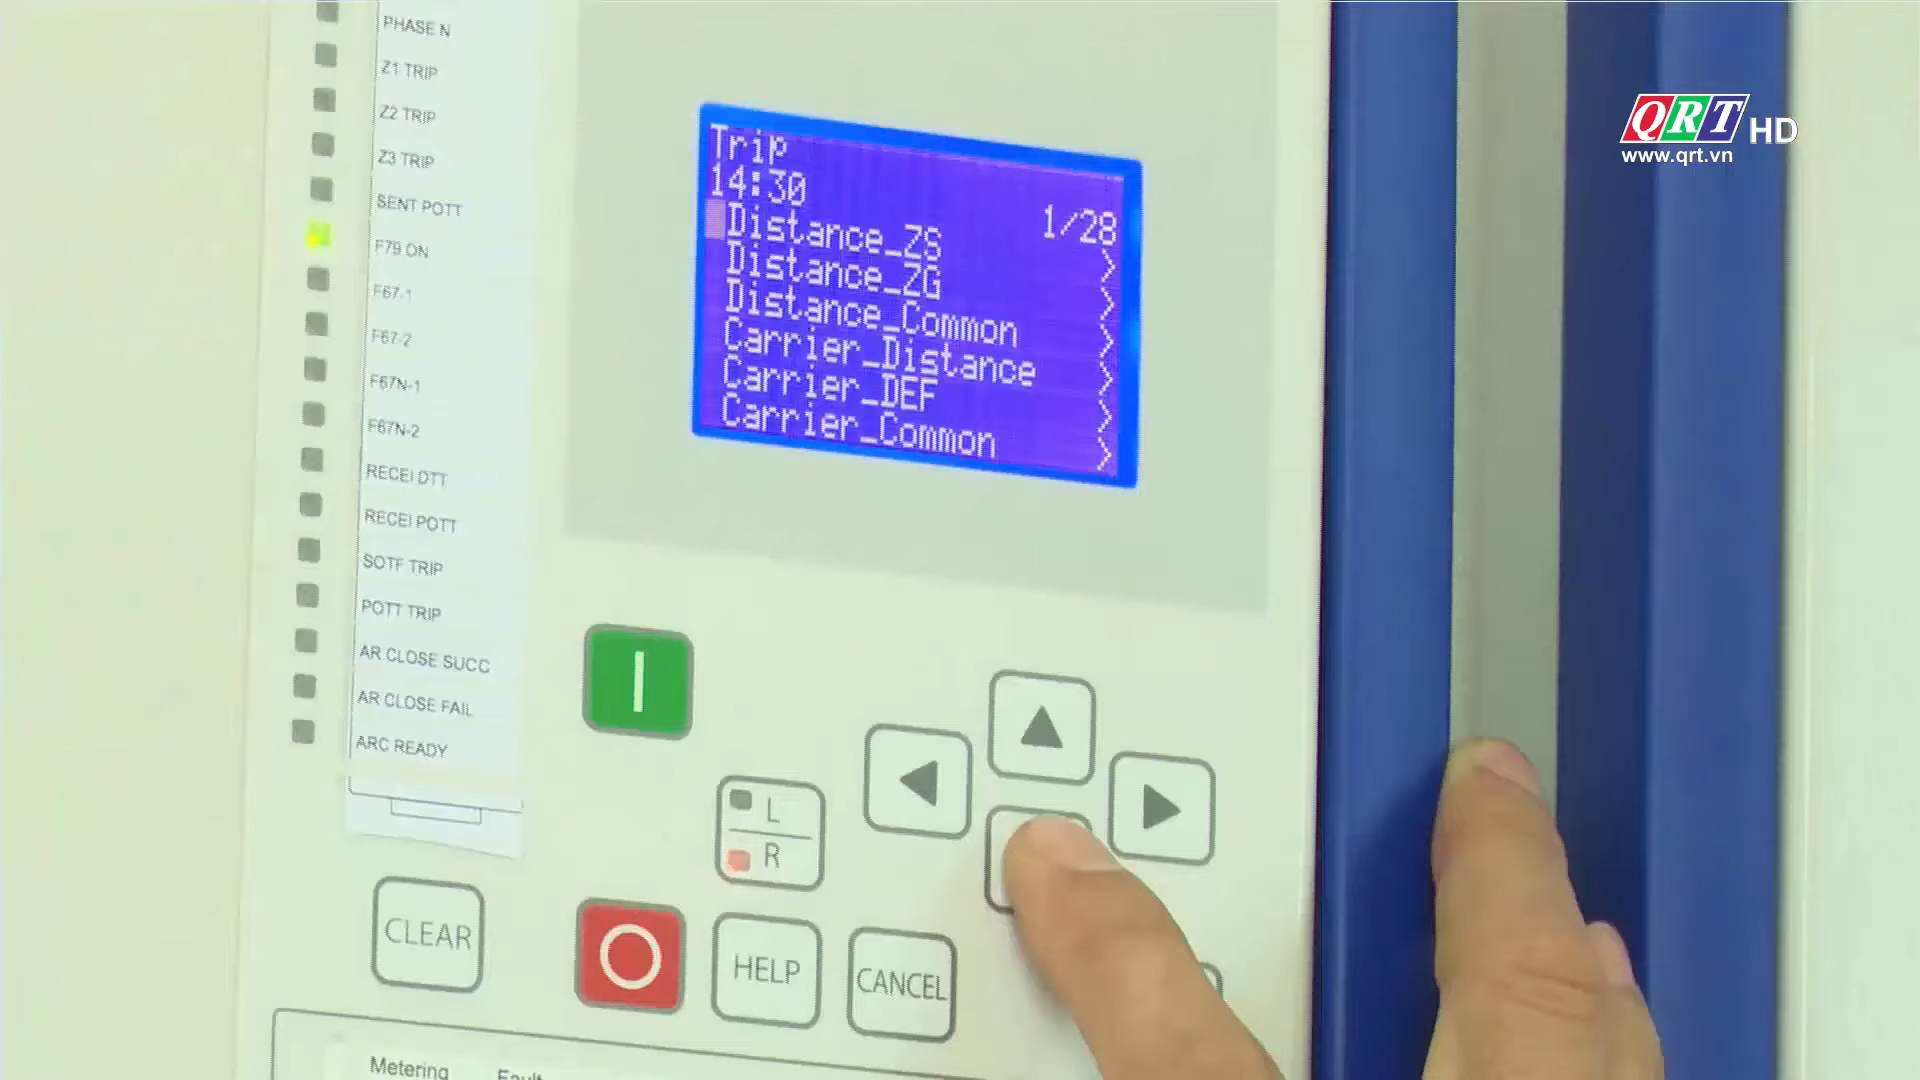 PHASE N
Z1 TRIP
Z2 TRIP
Z3 TRIP
SENT POTT
F79 ON
F67-1
F67-2
F67N-1
F67N-2
RECEI DTT
RECEI POTT
SOTF TRIP
POTT TRIP
AR CLOSE SUCC
AR CLOSE FAIL
ARC READY
Trip
14:30 1/28
Distance_ZS
Distance_ZG
Distance_Common
Carrier_Distance
Carrier_DEF
Carrier_Common
QRT HD
www.qrt.vn
L
R
CLEAR
HELP
CANCEL
Metering